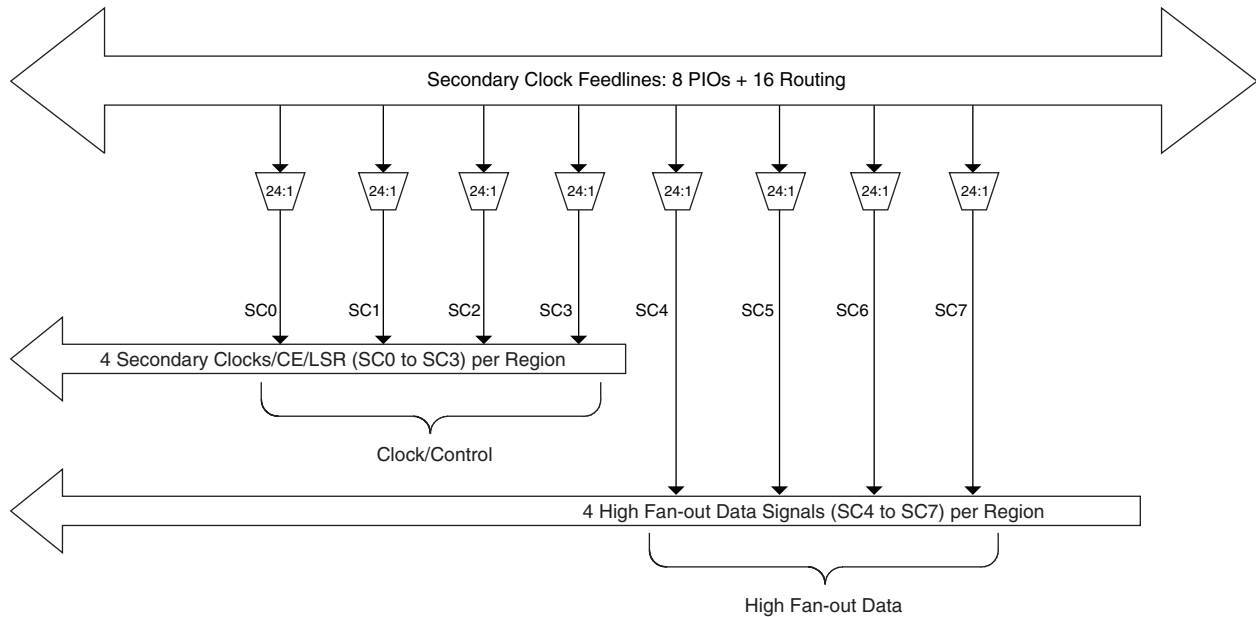 Secondary Clock Feedlines: 8 PIOs + 16 Routing
24:1 24:1 24:1 24:1 24:1 24:1 24:1 24:1
SC0 SC1 SC2 SC3 SC4 SC5 SC6 SC7
4 Secondary Clocks/CE/LSR (SC0 to SC3) per Region
Clock/Control
4 High Fan-out Data Signals (SC4 to SC7) per Region
High Fan-out Data